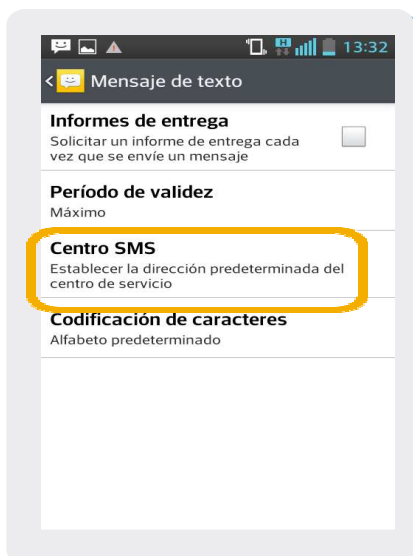 H 13:32
< Mensaje de texto
Informes de entrega
Solicitar un informe de entrega cada
vez que se envíe un mensaje
Período de validez
Máximo
Centro SMS
Establecer la dirección predeterminada del
centro de servicio
Codificación de caracteres
Alfabeto predeterminado